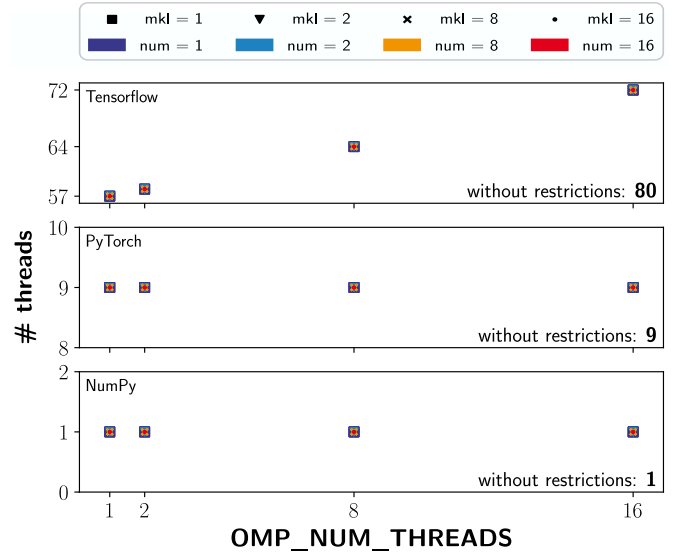 mkl = 1 mkl = 2 mkl = 8 mkl = 16
num = 1 num = 2 num = 8 num = 16
72
Tensorflow
64
57
without restrictions: 80
10
PyTorch
9
8
without restrictions: 9
2
NumPy
1
0
without restrictions: 1
# threads
1 2 8 16
OMP_NUM_THREADS